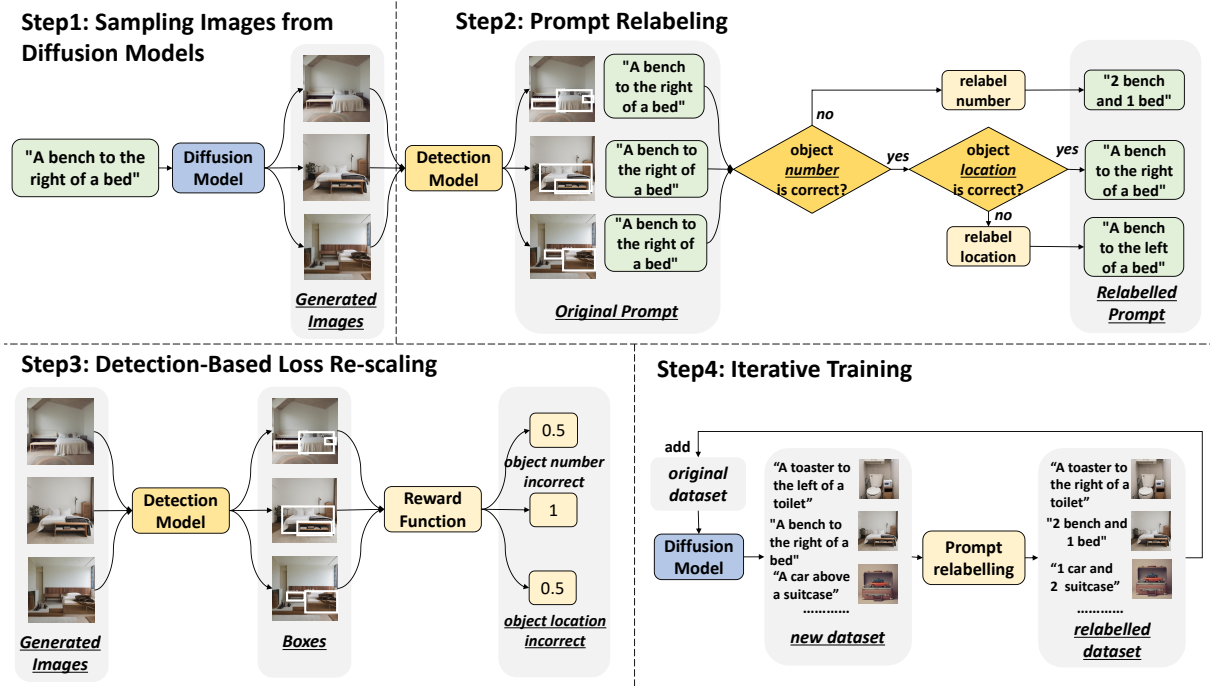 Step1: Sampling Images from
Diffusion Models
"A bench to the
right of a bed"
Diffusion
Model
Generated
Images
Step2: Prompt Relabeling
Detection
Model
"A bench
to the right
of a bed"
"A bench to
the right of
a bed"
"A bench to
the right of
a bed"
Original Prompt
object
number
is correct?
no
yes
relabel
number
object
location
is correct?
yes
no
relabel
location
"2 bench
and 1 bed"
"A bench
to the right
of a bed"
"A bench
to the left
of a bed"
Relabelled
Prompt
Step3: Detection-Based Loss Re-scaling
Generated
Images
Detection
Model
Boxes
Reward
Function
0.5
object number
incorrect
1
0.5
object location
incorrect
Step4: Iterative Training
add
original
dataset
Diffusion
Model
“A toaster to
the left of a
toilet”
"A bench to
the right of a
bed"
“A car above
a suitcase”
…………
new dataset
Prompt
relabelling
“A toaster to
the right of a
toilet”
"2 bench and
1 bed"
“1 car and
2 suitcase”
…………
relabelled
dataset